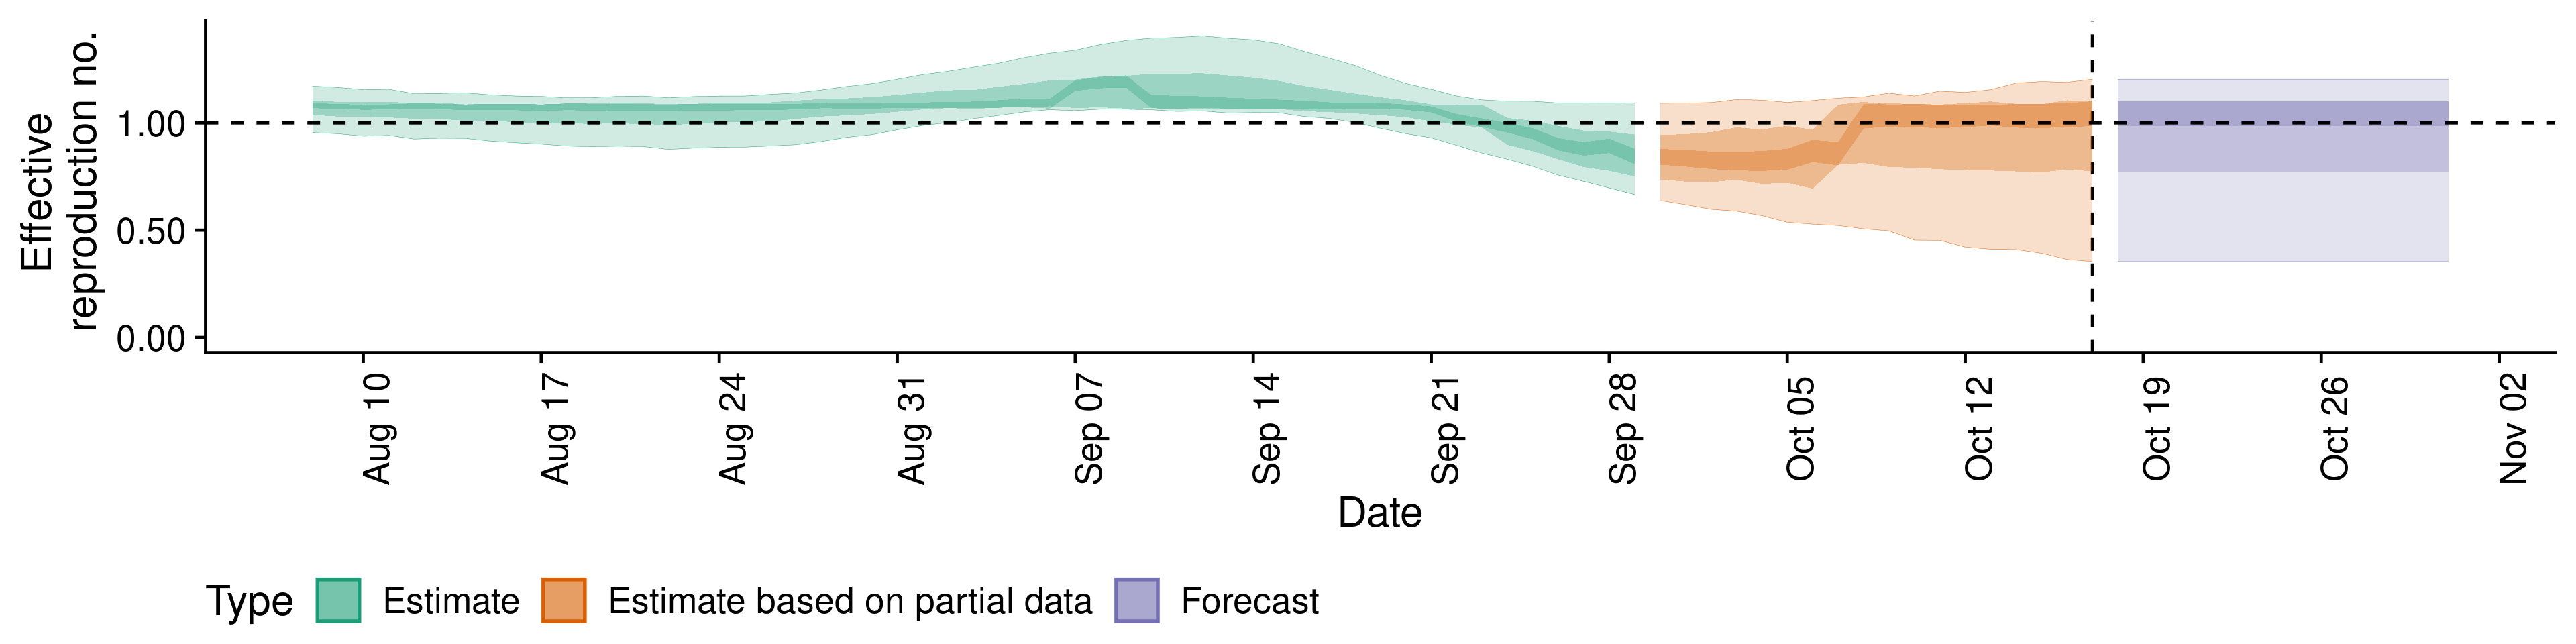 Effective
reproduction no.
1.00
0.50
0.00
Aug 10
Aug 17
Aug 24
Aug 31
Sep 07
Sep 14
Sep 21
Sep 28
Oct 05
Oct 12
Oct 19
Oct 26
Nov 02
Date
Type Estimate Estimate based on partial data Forecast